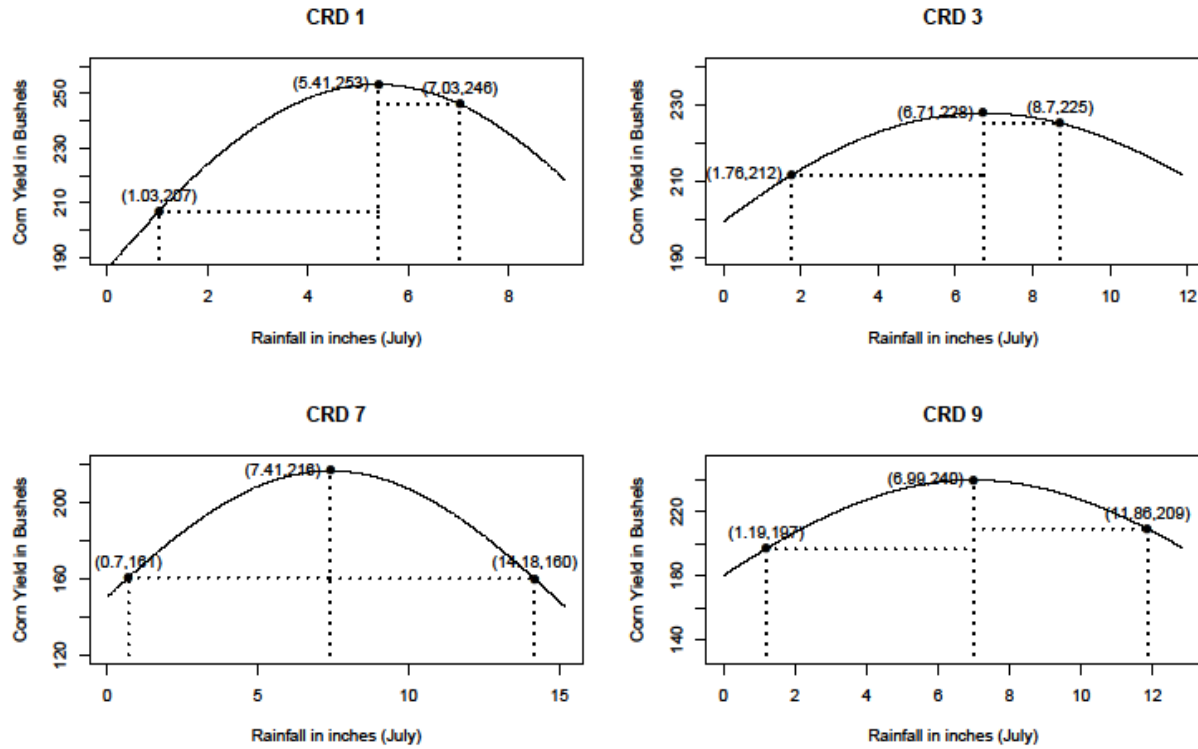 CRD 1
Corn Yield in Bushels
190
210
230
250
(1.03,207)
(5.41,253)
(7.03,246)
0 2 4 6 8
Rainfall in inches (July)
CRD 3
Corn Yield in Bushels
190
210
230
(1.76,212)
(6.71,228)
(8.7,225)
0 2 4 6 8 10 12
Rainfall in inches (July)
CRD 7
Corn Yield in Bushels
120
160
200
(0.7,161)
(7.41,216)
(14.18,160)
0 5 10 15
Rainfall in inches (July)
CRD 9
Corn Yield in Bushels
140
180
220
(1.19,197)
(6.99,240)
(11.86,209)
0 2 4 6 8 10 12
Rainfall in inches (July)